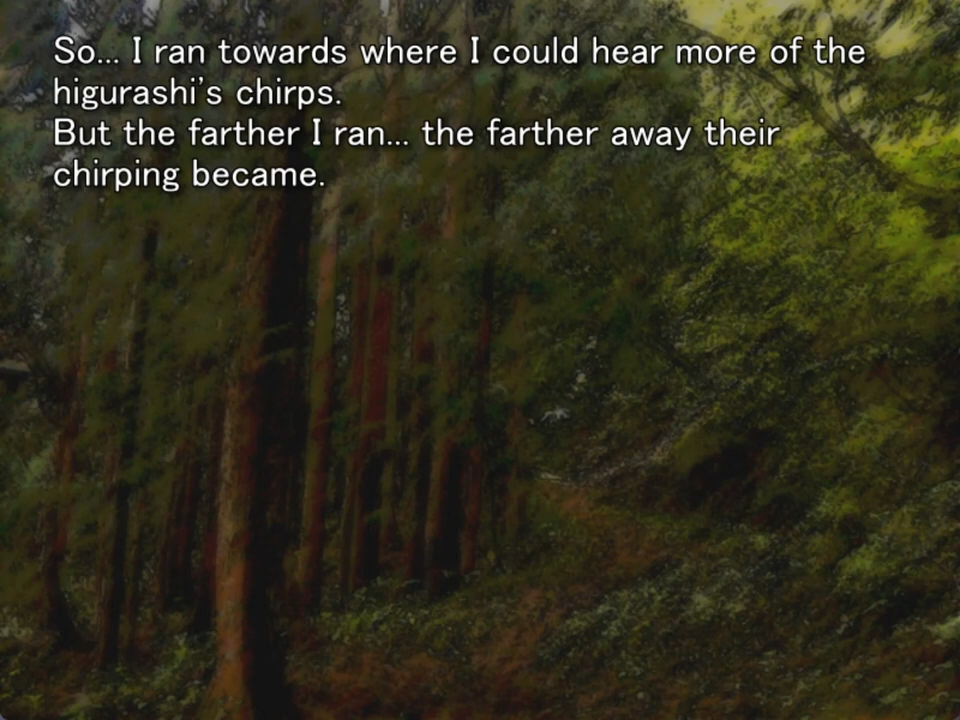 So... I ran towards where I could hear more of the
higurashi's chirps.
But the farther I ran... the farther away their
chirping became.